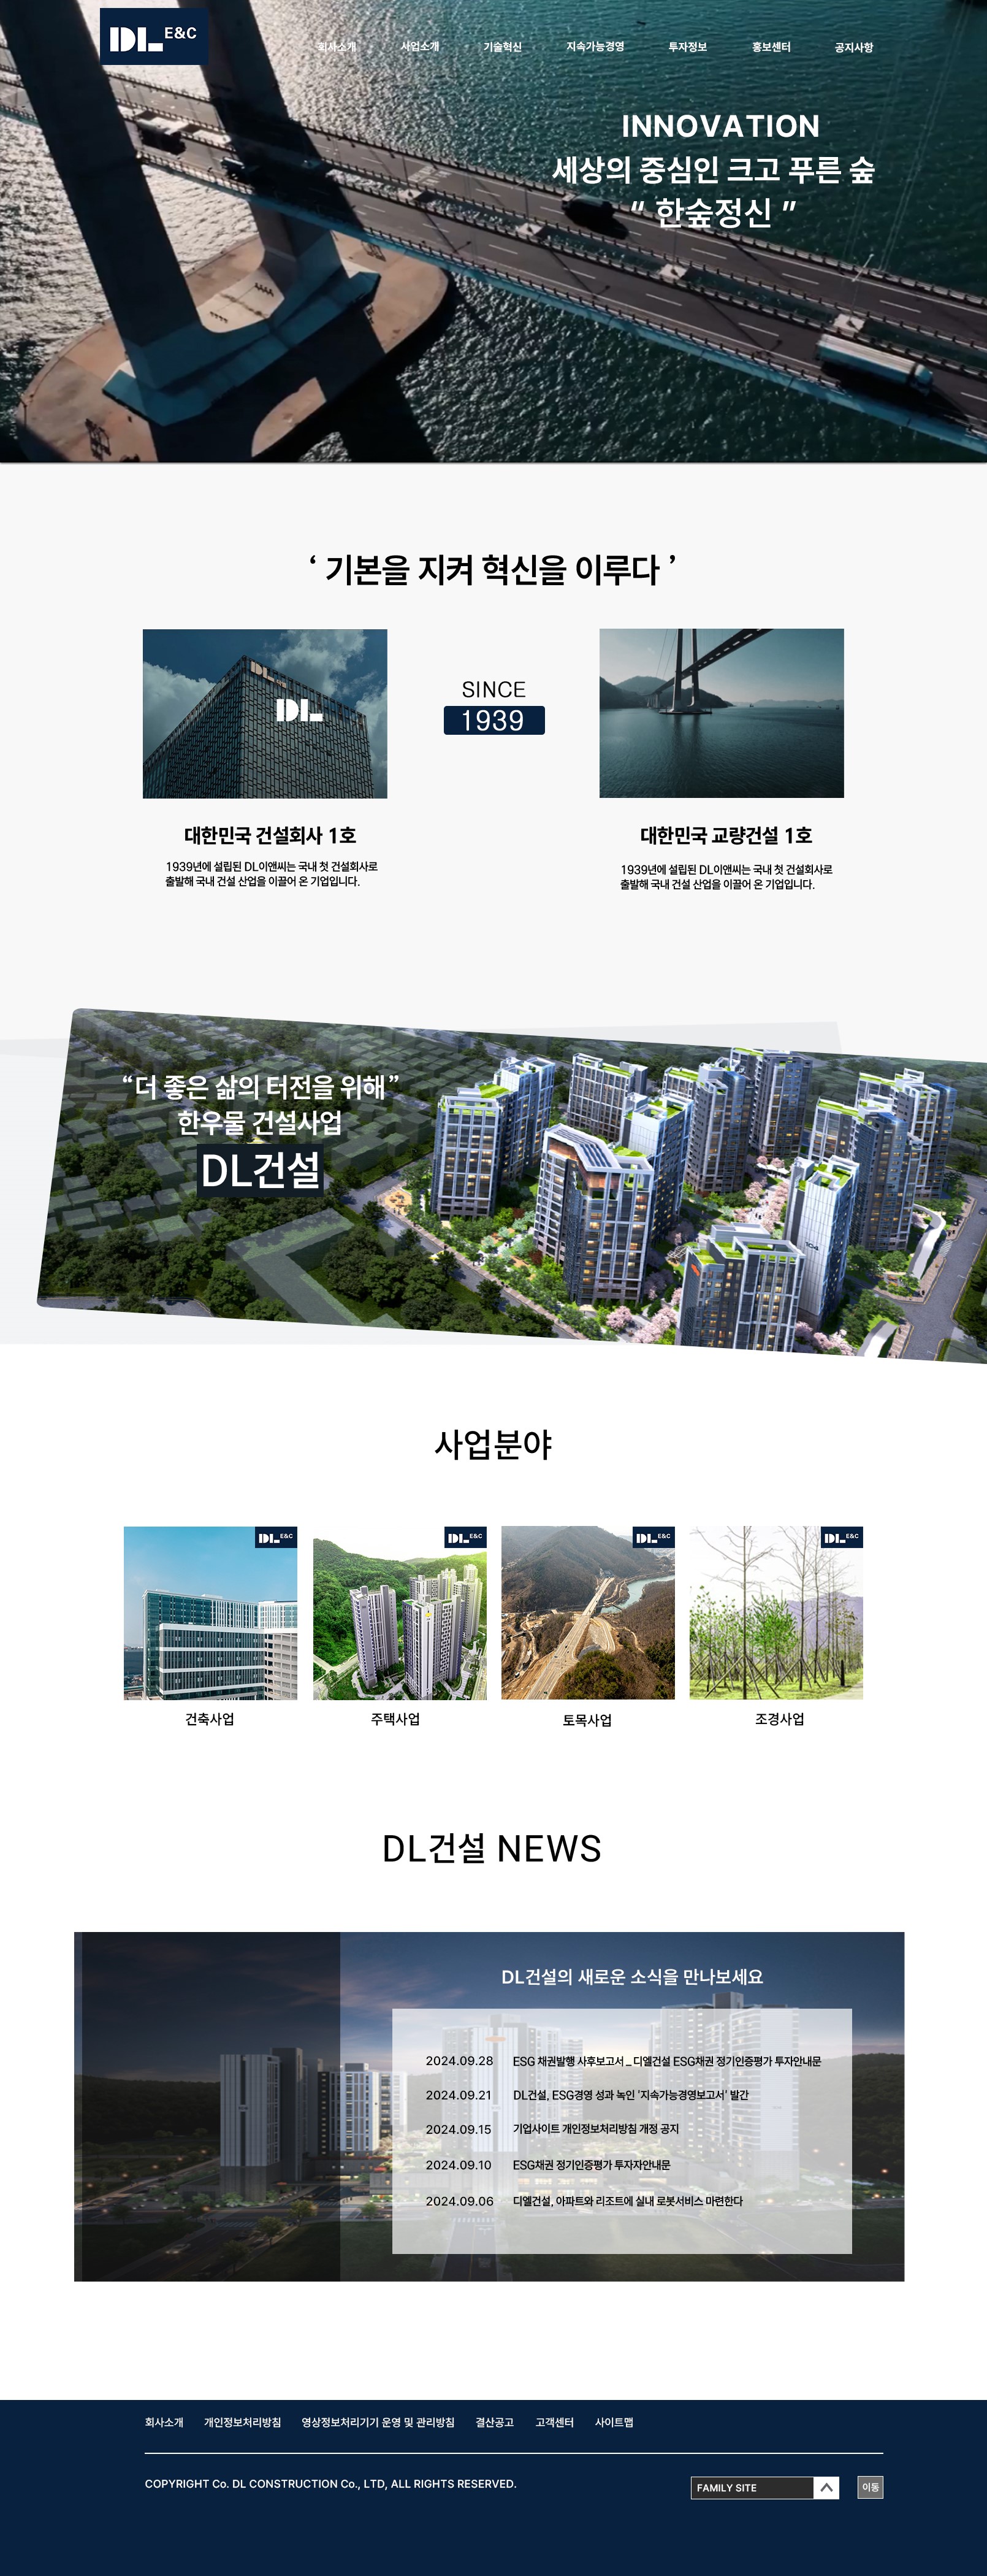 DL E&C
회사소개 사업소개 기술혁신 지속가능경영 투자정보 홍보센터 공지사항
INNOVATION
세상의 중심인 크고 푸른 숲
“ 한숲정신 ”
‘ 기본을 지켜 혁신을 이루다 ’
DL
SINCE
1939
대한민국 건설회사 1호
1939년에 설립된 DL이앤씨는 국내 첫 건설회사로
출발해 국내 건설 산업을 이끌어 온 기업입니다.
대한민국 교량건설 1호
1939년에 설립된 DL이앤씨는 국내 첫 건설회사로
출발해 국내 건설 산업을 이끌어 온 기업입니다.
“더 좋은 삶의 터전을 위해”
한우물 건설사업
DL건설
사업분야
DL E&C
DL E&C
DL E&C
DL E&C
건축사업
주택사업
토목사업
조경사업
DL건설 NEWS
DL건설의 새로운 소식을 만나보세요
2024.09.28 ESG 채권발행 사후보고서 _ 디엘건설 ESG채권 정기인증평가 투자안내문
2024.09.21 DL건설, ESG경영 성과 녹인 '지속가능경영보고서' 발간
2024.09.15 기업사이트 개인정보처리방침 개정 공지
2024.09.10 ESG채권 정기인증평가 투자자안내문
2024.09.06 디엘건설, 아파트와 리조트에 실내 로봇서비스 마련한다
회사소개 개인정보처리방침 영상정보처리기기 운영 및 관리방침 결산공고 고객센터 사이트맵
COPYRIGHT Co. DL CONSTRUCTION Co., LTD, ALL RIGHTS RESERVED.
FAMILY SITE
이동